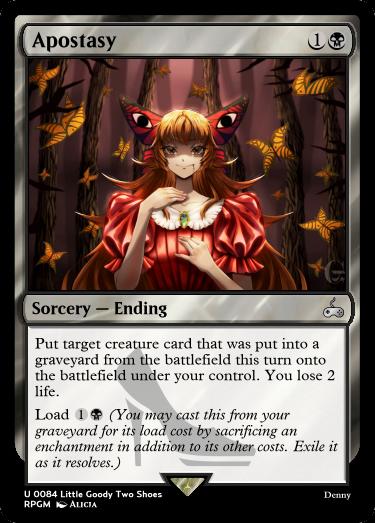 Apostasy 1
Sorcery — Ending
Put target creature card that was put into a
graveyard from the battlefield this turn onto
the battlefield under your control. You lose 2
life.
Load 1 (You may cast this from your
graveyard for its load cost by sacrificing an
enchantment in addition to its other costs. Exile it
as it resolves.)
U 0084 Little Goody Two Shoes
RPGM Alicia Denny